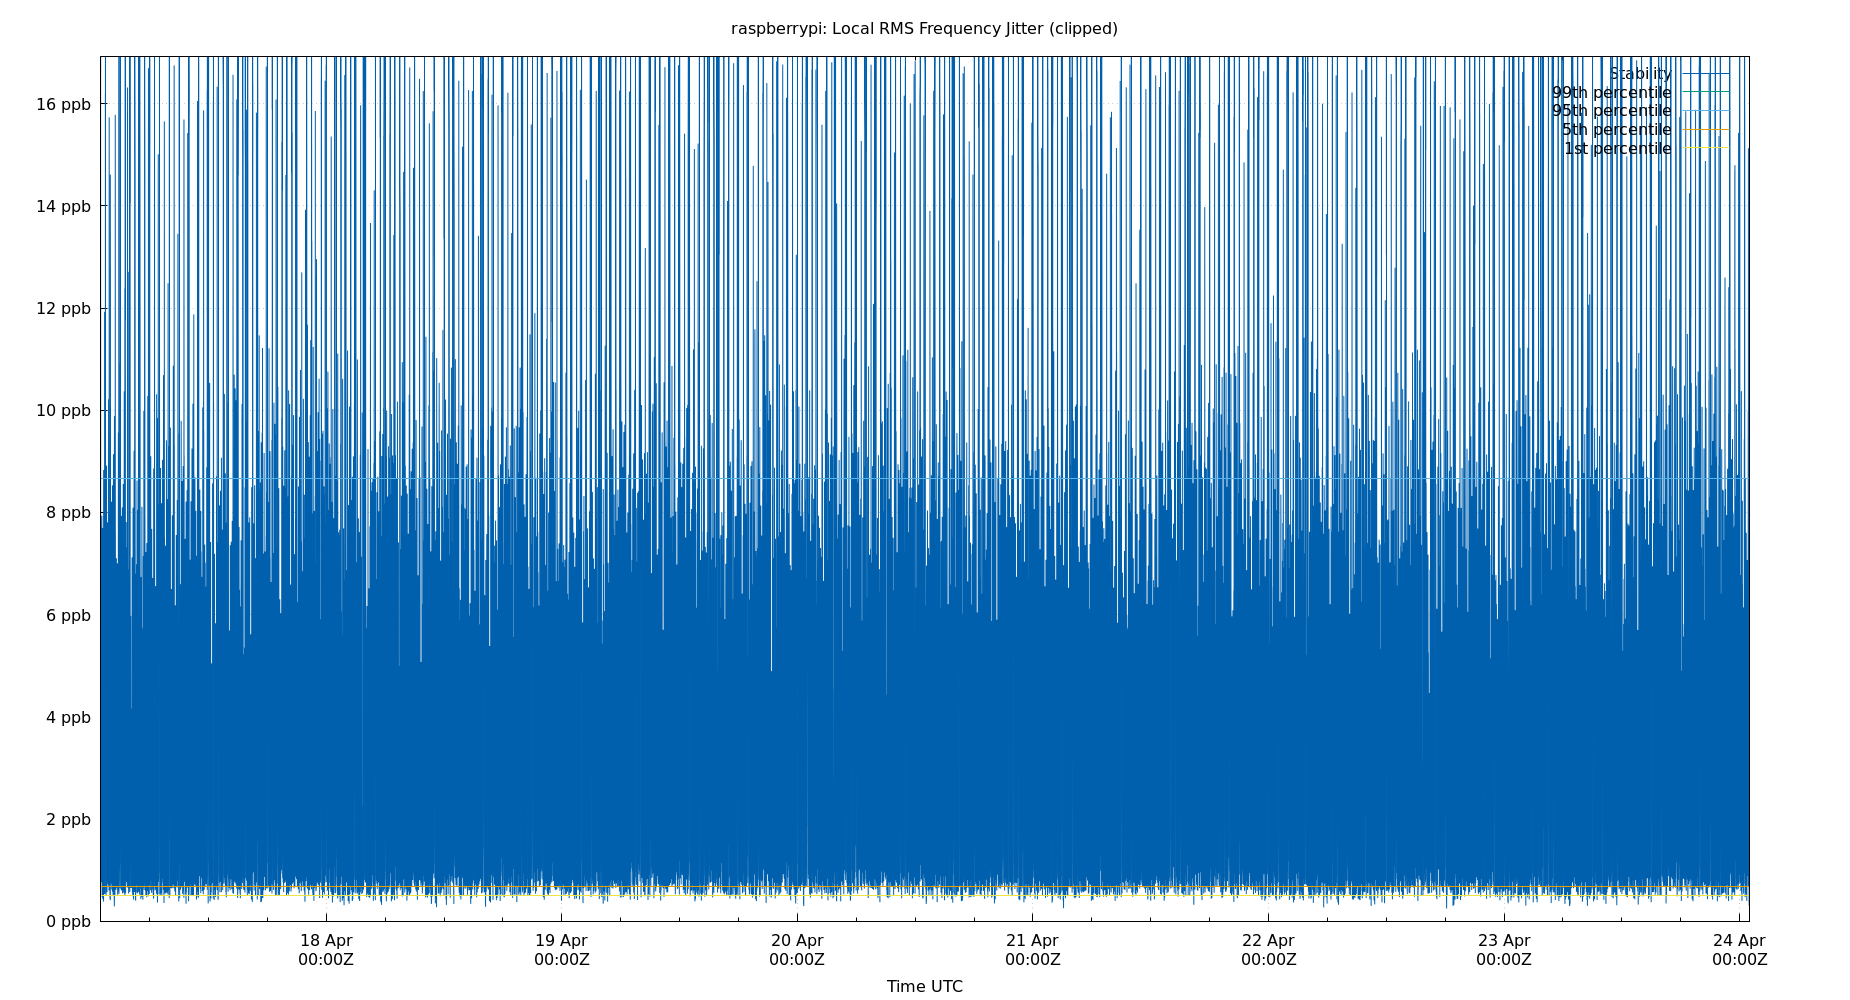 raspberrypi: Local RMS Frequency Jitter (clipped)
Stability
99th percentile
95th percentile
5th percentile
1st percentile
16 ppb
14 ppb
12 ppb
10 ppb
8 ppb
6 ppb
4 ppb
2 ppb
0 ppb
18 Apr 19 Apr 20 Apr 21 Apr 22 Apr 23 Apr 24 Apr
00:00Z 00:00Z 00:00Z 00:00Z 00:00Z 00:00Z 00:00Z
Time UTC